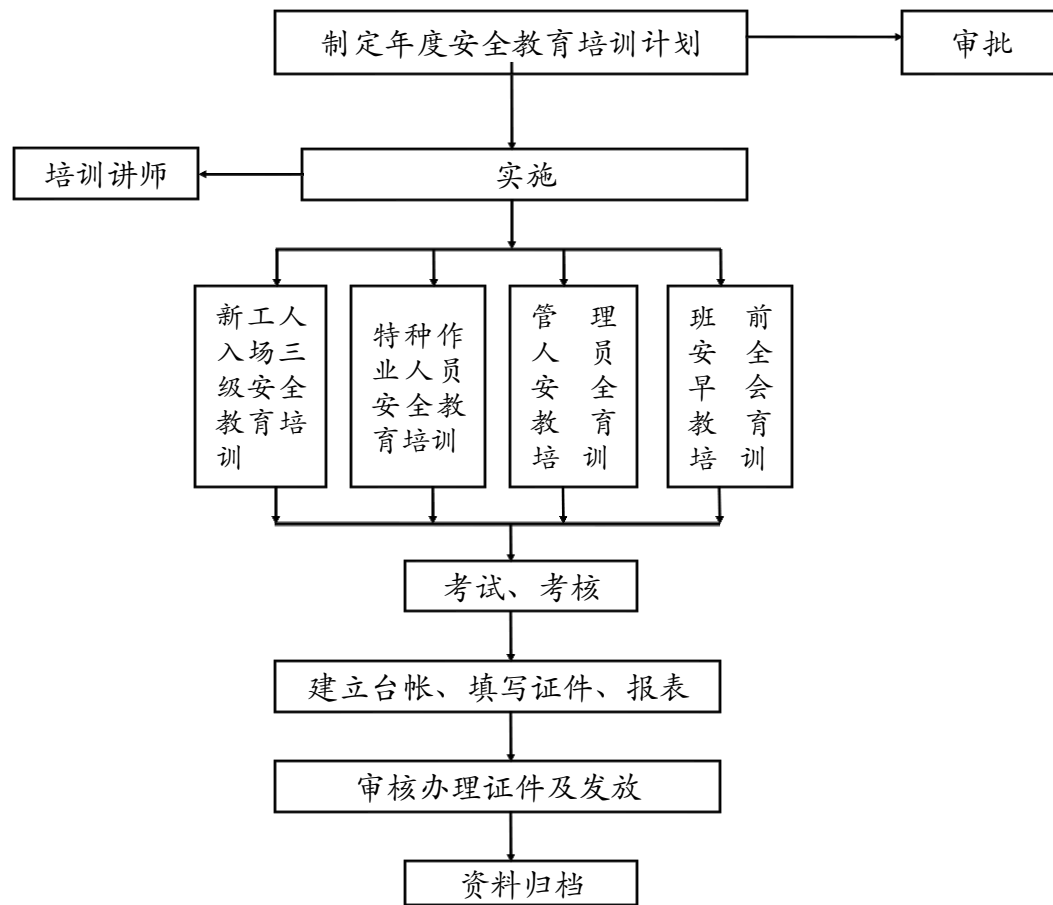 制定年度安全教育培训计划
审批
培训讲师
实施
新工人
入场三
级安全
教育培
训
特种作
业人员
安全教
育培训
管理
人员
安全
教育
培训
班前
安全
早会
教育
培训
考试、考核
建立台帐、填写证件、报表
审核办理证件及发放
资料归档